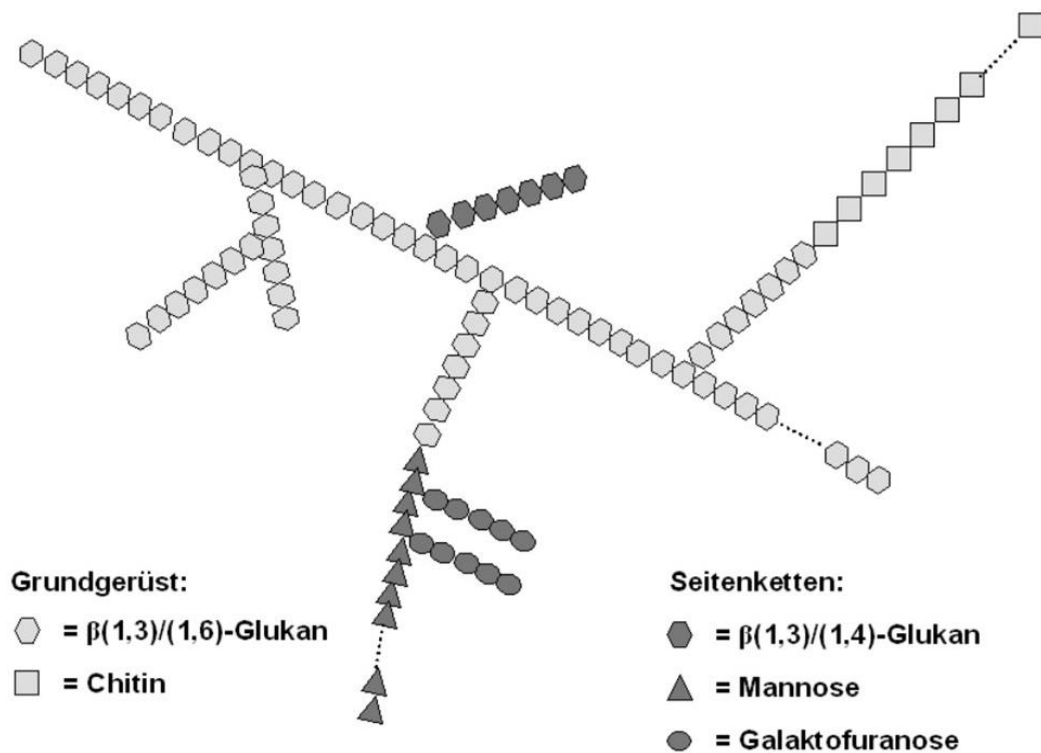 Grundgerüst:
= β(1,3)/(1,6)-Glukan
= Chitin
Seitenketten:
= β(1,3)/(1,4)-Glukan
= Mannose
= Galaktofuranose